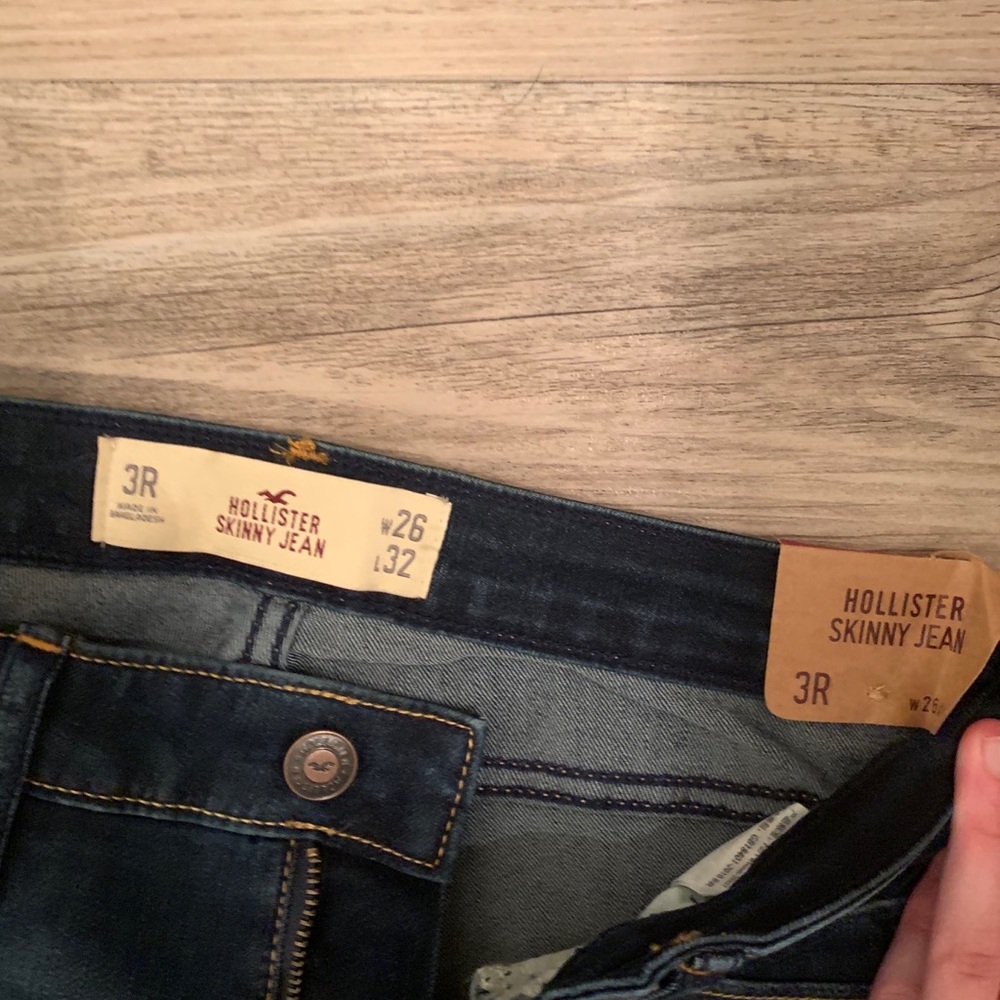 3R
MADE IN
BANGLADESH
HOLLISTER
SKINNY JEAN
W26
L32
HOLLISTER
SKINNY JEAN
3R
W26